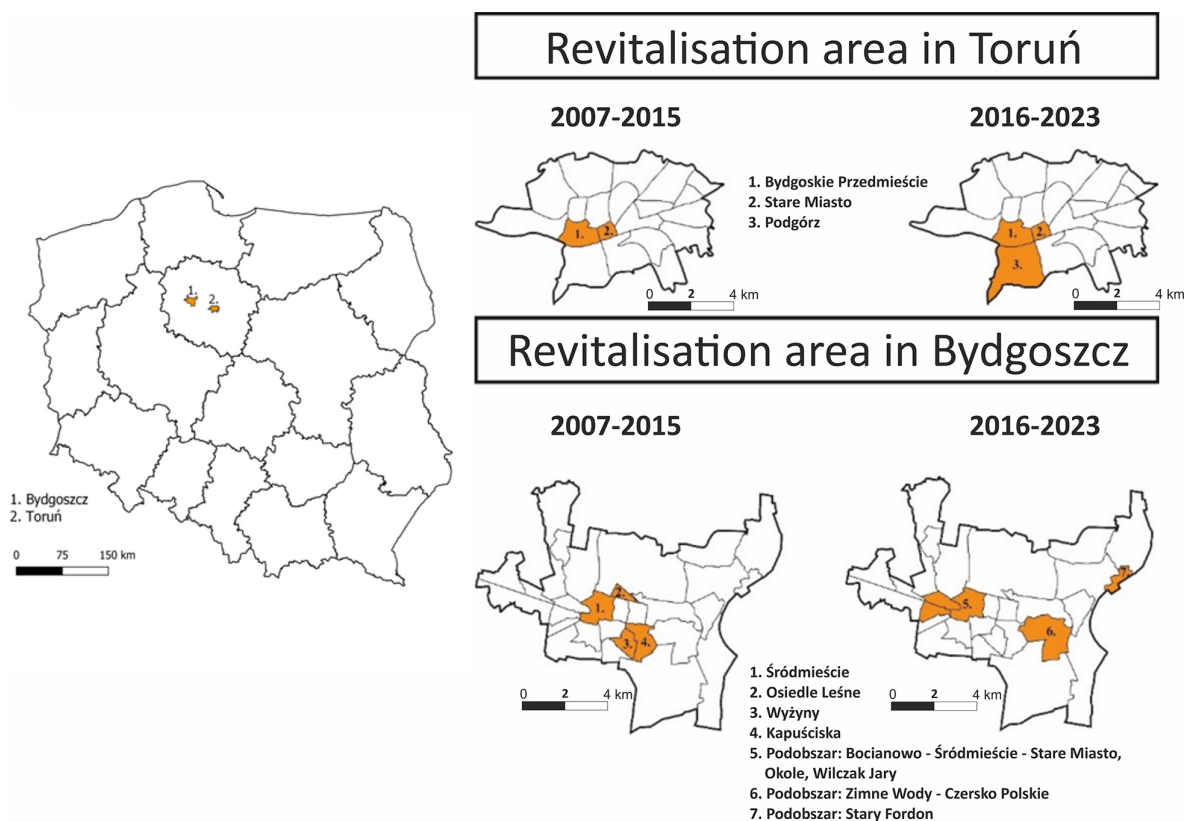 Revitalisation area in Toruń
2007-2015
2016-2023
1. Bydgoskie Przedmieście
2. Stare Miasto
3. Podgórz
1.
2.
0 2 4 km
1.
2.
3.
0 2 4 km
1.
2.
1. Bydgoszcz
2. Toruń
0 75 150 km
Revitalisation area in Bydgoszcz
2007-2015
2016-2023
1.
2.
3.
4.
0 2 4 km
5.
6.
7.
0 2 4 km
1. Śródmieście
2. Osiedle Leśne
3. Wyżyny
4. Kapuściska
5. Podobszar: Bocianowo - Śródmieście - Stare Miasto,
Okole, Wilczak Jary
6. Podobszar: Zimne Wody - Czersko Polskie
7. Podobszar: Stary Fordon